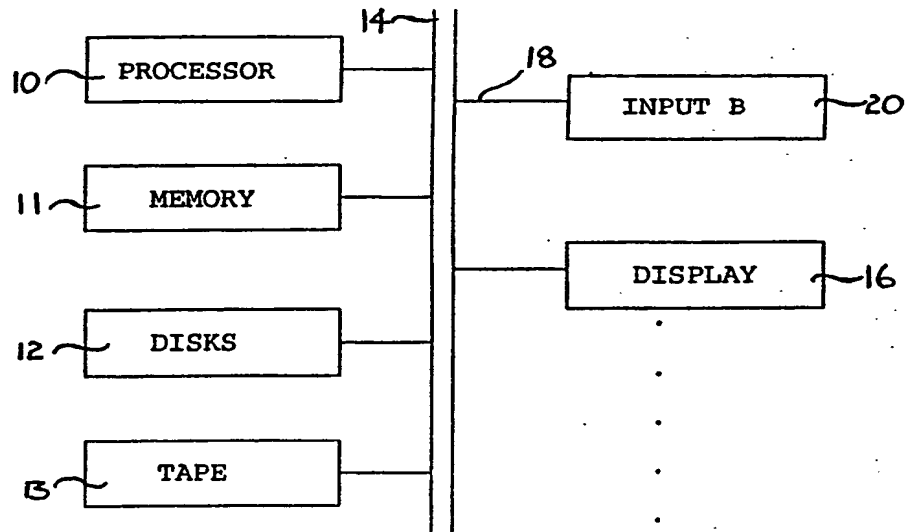 14
10 PROCESSOR
18
INPUT B 20
11 MEMORY
DISPLAY 16
12 DISKS
13 TAPE